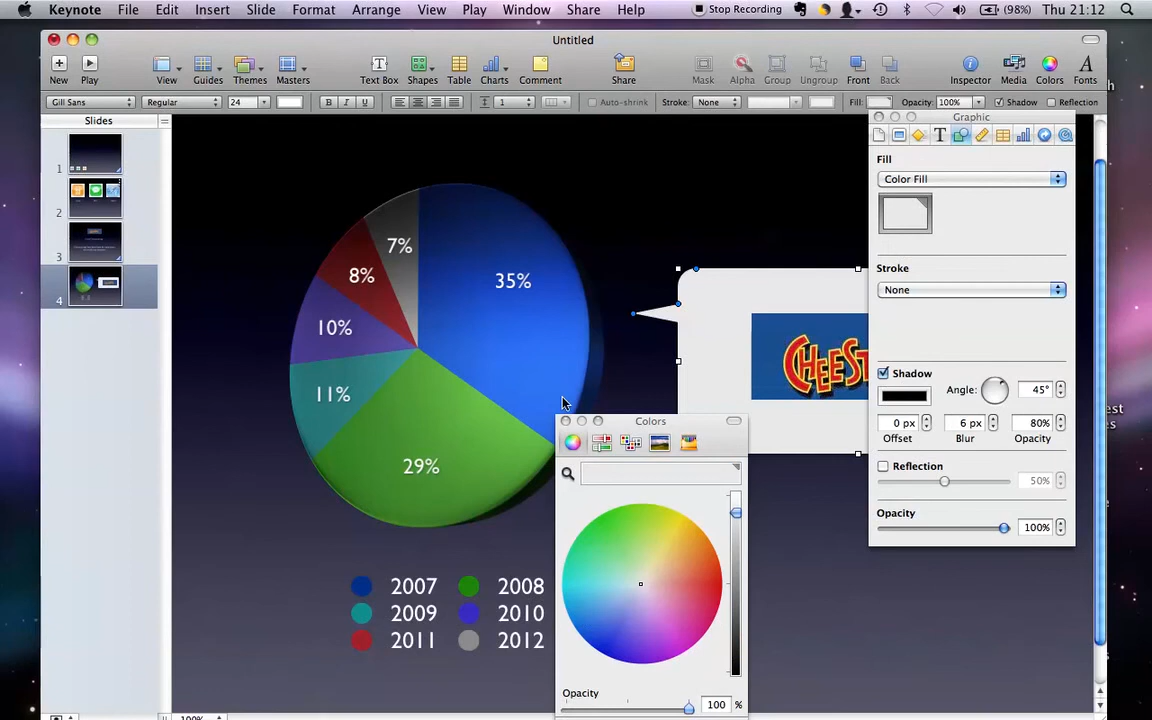 Keynote File Edit Insert Slide Format Arrange View Play Window Share Help Stop Recording (98%) Thu 21:12
Untitled
New Play View Guides Themes Masters Text Box Shapes Table Charts Comment Share Mask Alpha Group Ungroup Front Back Inspector Media Colors Fonts
Gill Sans Regular 24 B I U 1 Auto-shrink Stroke: None Fill: Opacity: 100% Shadow Reflection
Slides
1
2
3
4
35%
29%
11%
10%
8%
7%
2007 2008
2009 2010
2011 2012
CHEEST
Graphic
Fill
Color Fill
Stroke
None
Shadow
Angle: 45°
0 px 6 px 80%
Offset Blur Opacity
Reflection
50%
Opacity
100%
Colors
Opacity
100 %
100%